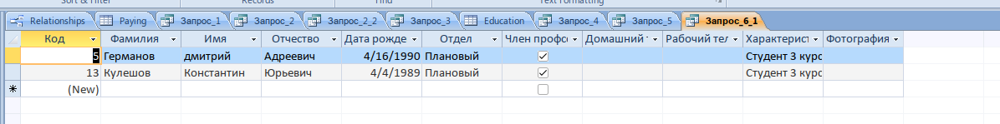 Sort & Filter Records Find Text Formatting
Relationships Paying Запрос_1 Запрос_2 Запрос_2_2 Запрос_3 Education Запрос_4 Запрос_5 Запрос_6_1
Код Фамилия Имя Отчество Дата рожде Отдел Член профс Домашний т Рабочий тел Характерист Фотография
5 Германов дмитрий Адреевич 4/16/1990 Плановый Студент 3 курс
13 Кулешов Константин Юрьевич 4/4/1989 Плановый Студент 3 курс
(New)